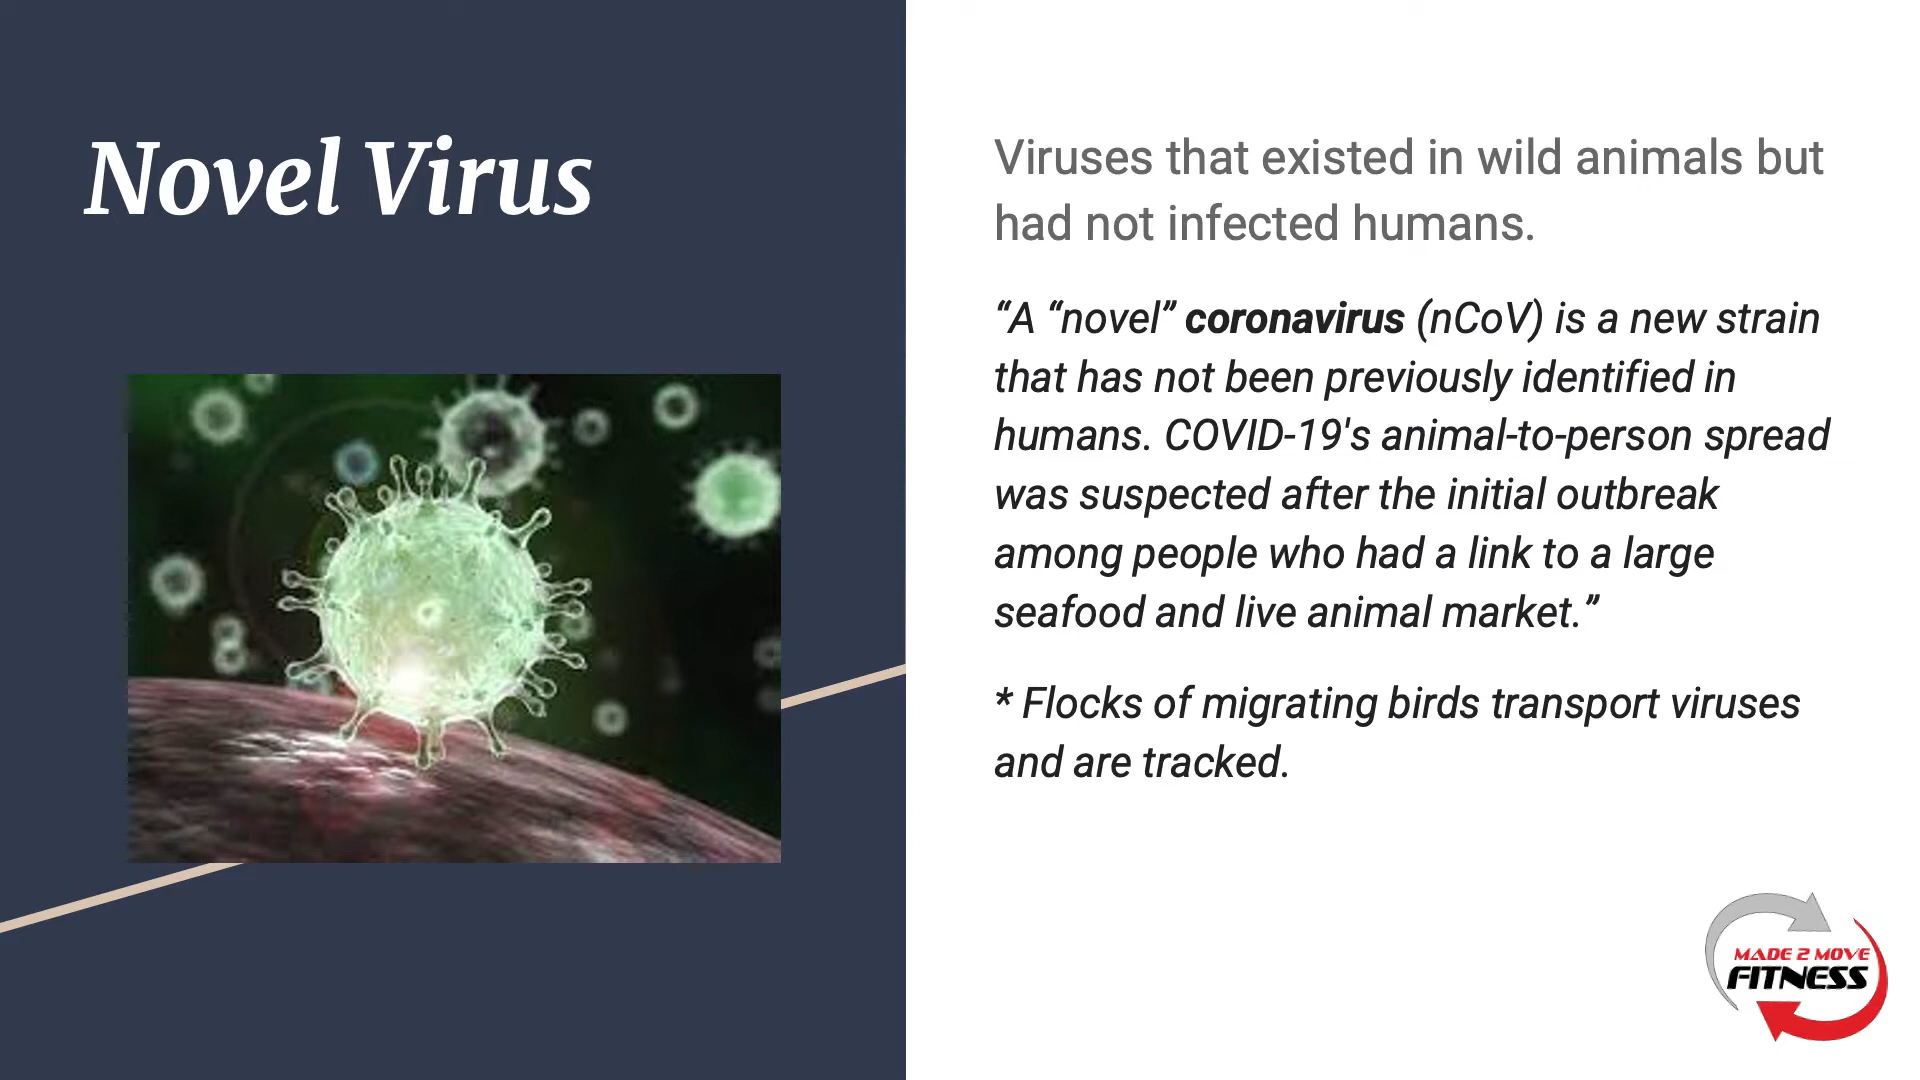 Novel Virus
Viruses that existed in wild animals but
had not infected humans.
“A “novel” coronavirus (nCoV) is a new strain
that has not been previously identified in
humans. COVID-19's animal-to-person spread
was suspected after the initial outbreak
among people who had a link to a large
seafood and live animal market.”
* Flocks of migrating birds transport viruses
and are tracked.
MADE 2 MOVE
FITNESS